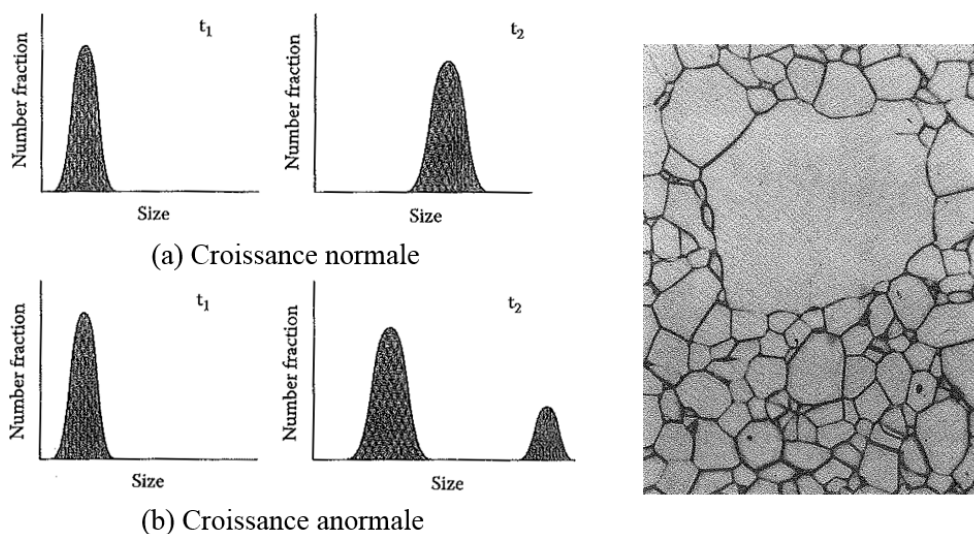 t1
Number fraction
Size
t2
Number fraction
Size
(a) Croissance normale
t1
Number fraction
Size
t2
Number fraction
Size
(b) Croissance anormale